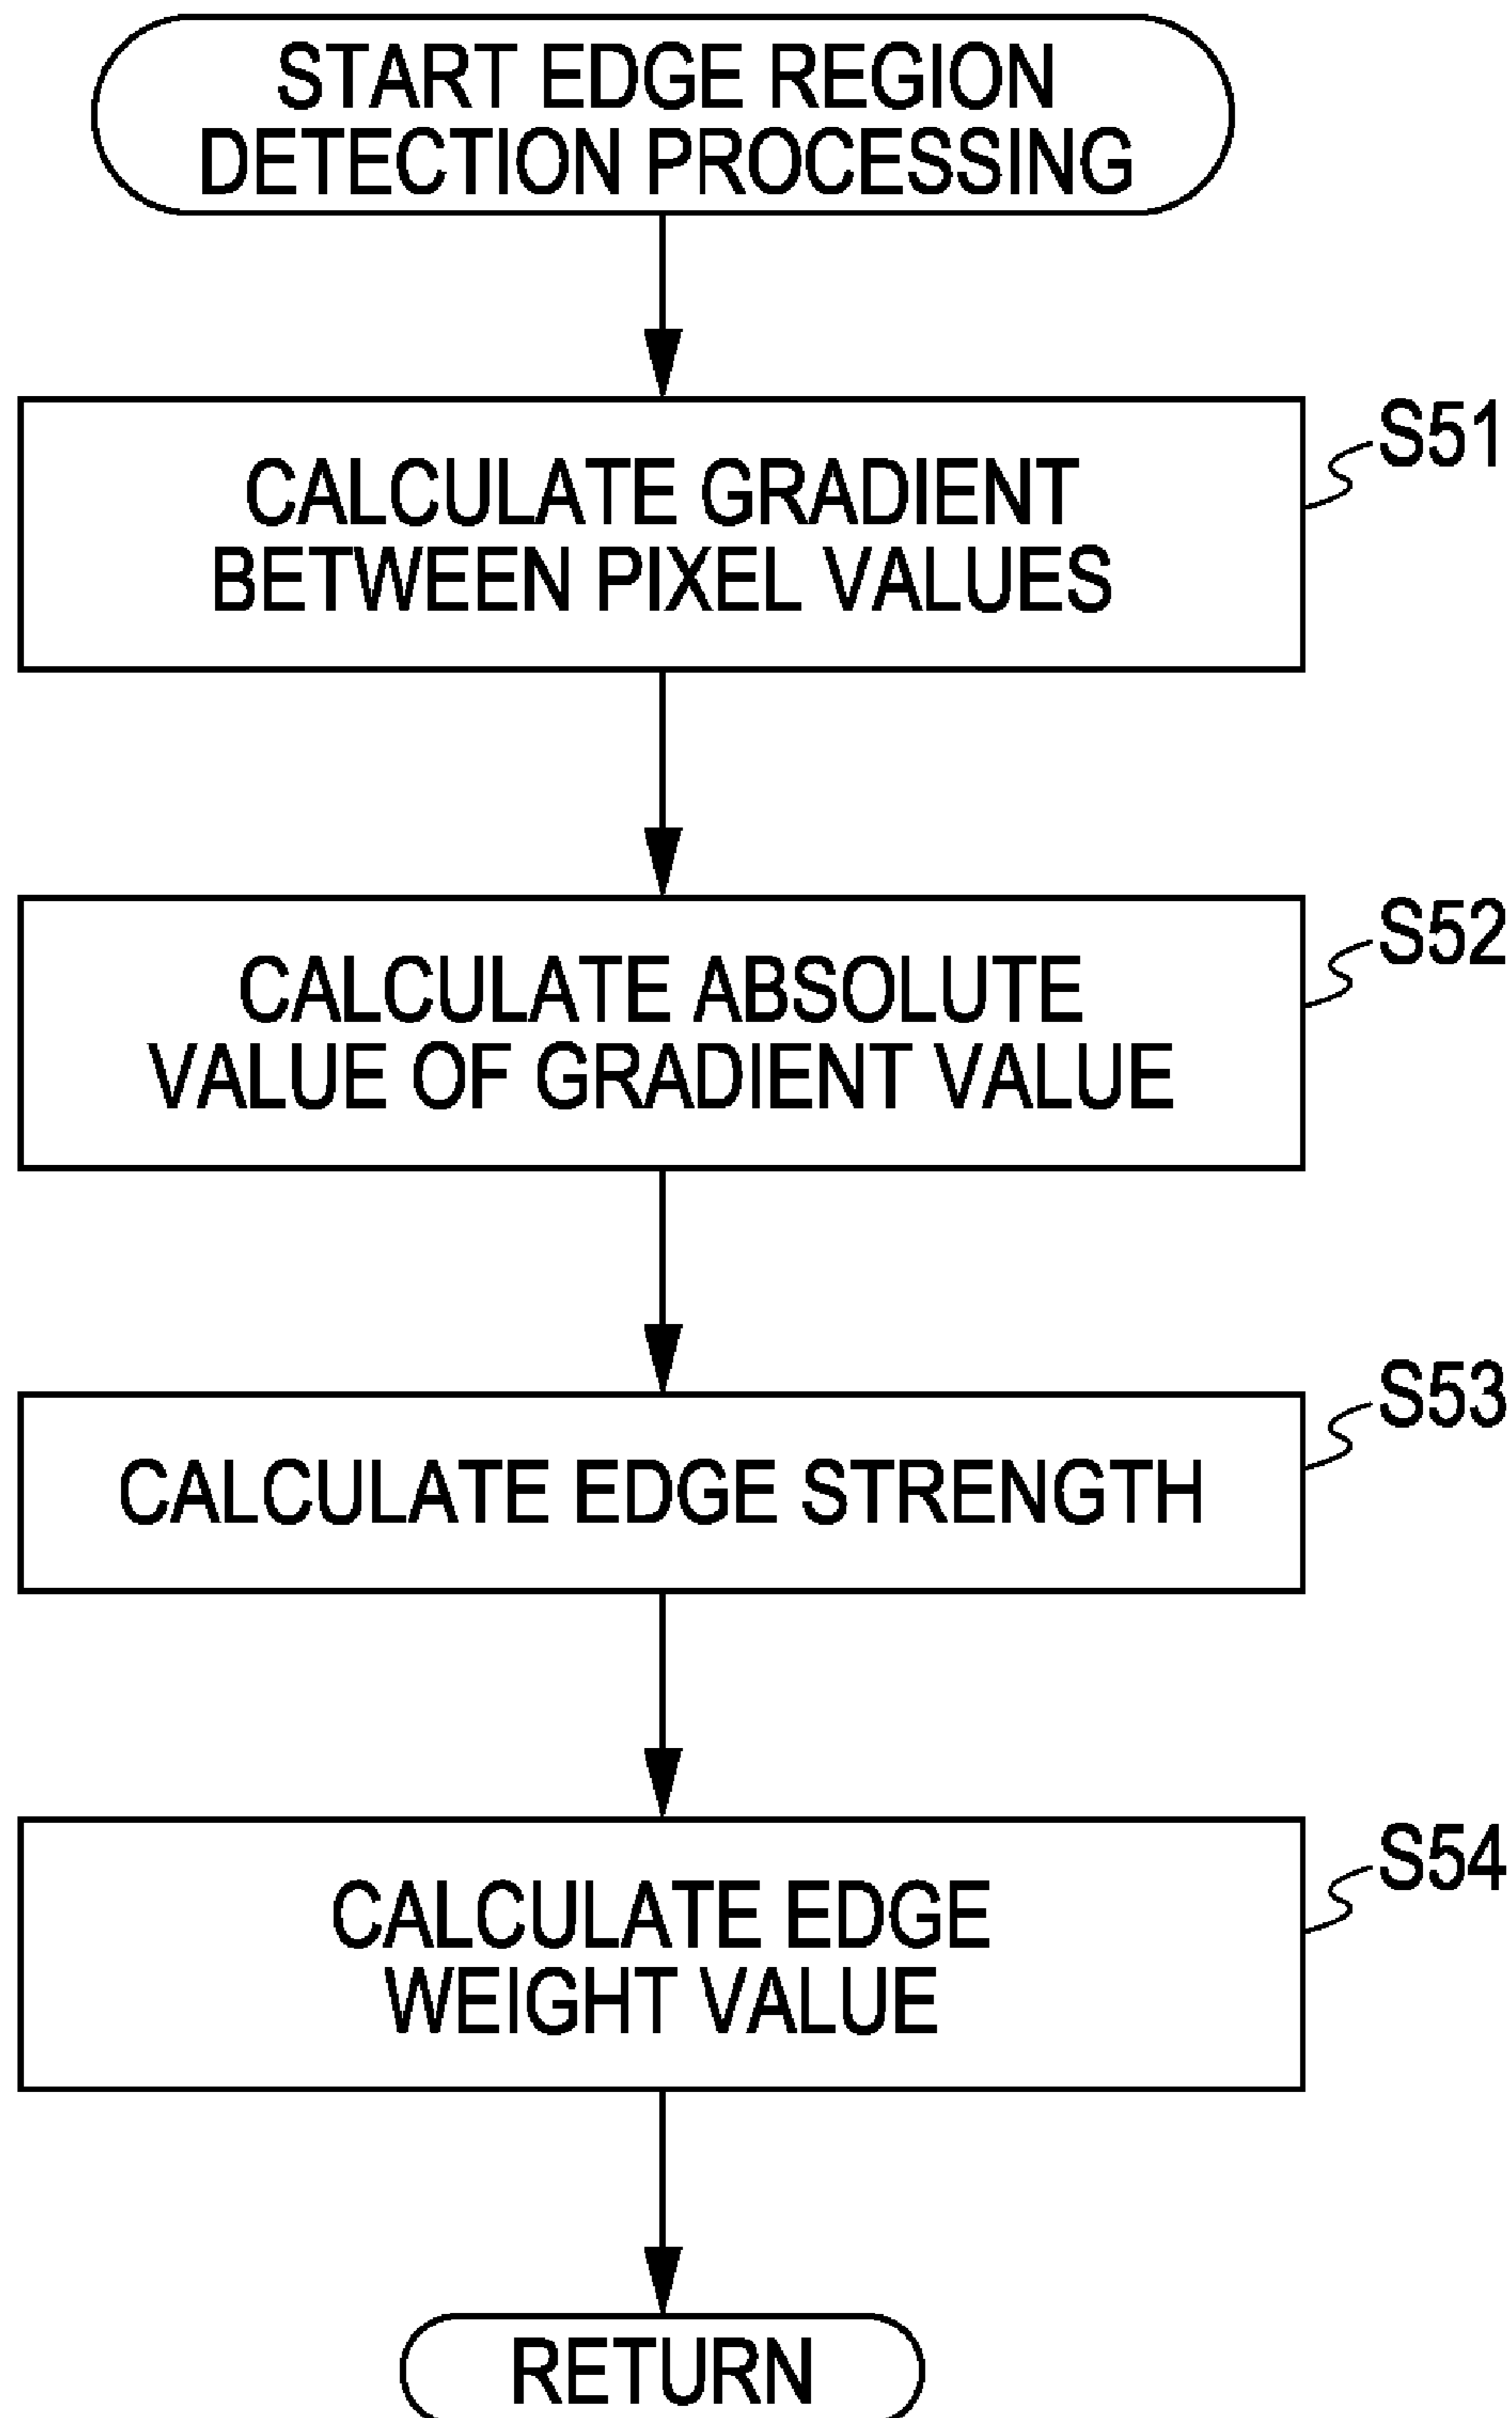 START EDGE REGION
DETECTION PROCESSING
S51
CALCULATE GRADIENT
BETWEEN PIXEL VALUES
S52
CALCULATE ABSOLUTE
VALUE OF GRADIENT VALUE
S53
CALCULATE EDGE STRENGTH
S54
CALCULATE EDGE
WEIGHT VALUE
RETURN